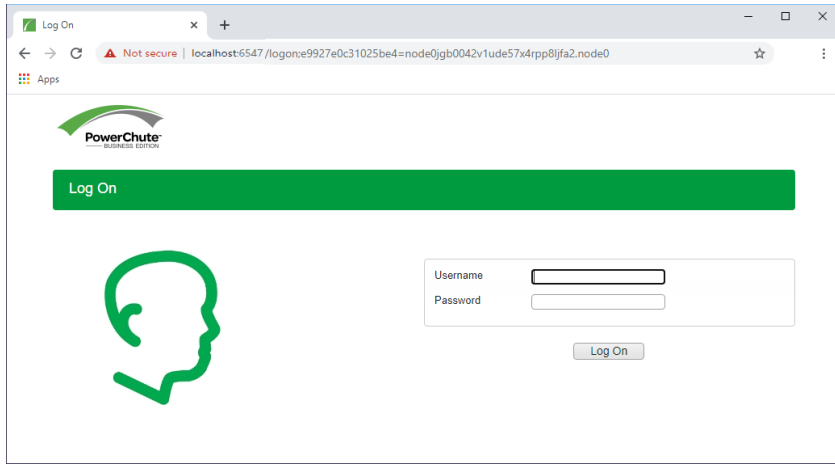 Log On
Not secure | localhost:6547/logon;e9927e0c31025be4=node0jgb0042v1ude57x4rpp8ljfa2.node0
Apps
PowerChute
BUSINESS EDITION
Log On
Username
Password
Log On